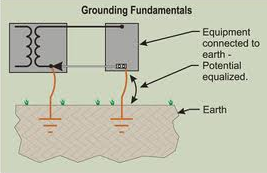 Grounding Fundamentals
Equipment
connected to
earth -
Potential
equalized.
Earth